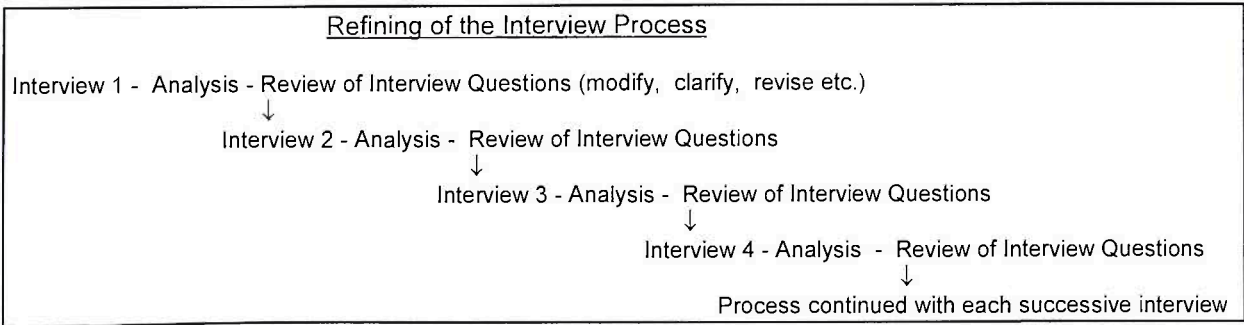 Refining of the Interview Process
Interview 1 - Analysis - Review of Interview Questions (modify, clarify, revise etc.)
↓
Interview 2 - Analysis - Review of Interview Questions
↓
Interview 3 - Analysis - Review of Interview Questions
↓
Interview 4 - Analysis - Review of Interview Questions
↓
Process continued with each successive interview